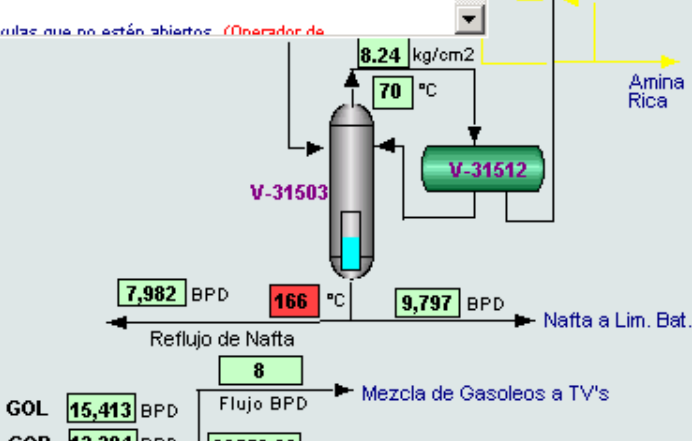 que no están abiertos. (Operador de
8.24 kg/cm2
70 °C
Amina
Rica
V-31512
V-31503
7,982 BPD
166 °C
9,797 BPD
Nafta a Lim. Bat.
Reflujo de Nafta
8
Mezcla de Gasoleos a TV's
Flujo BPD
GOL 15,413 BPD